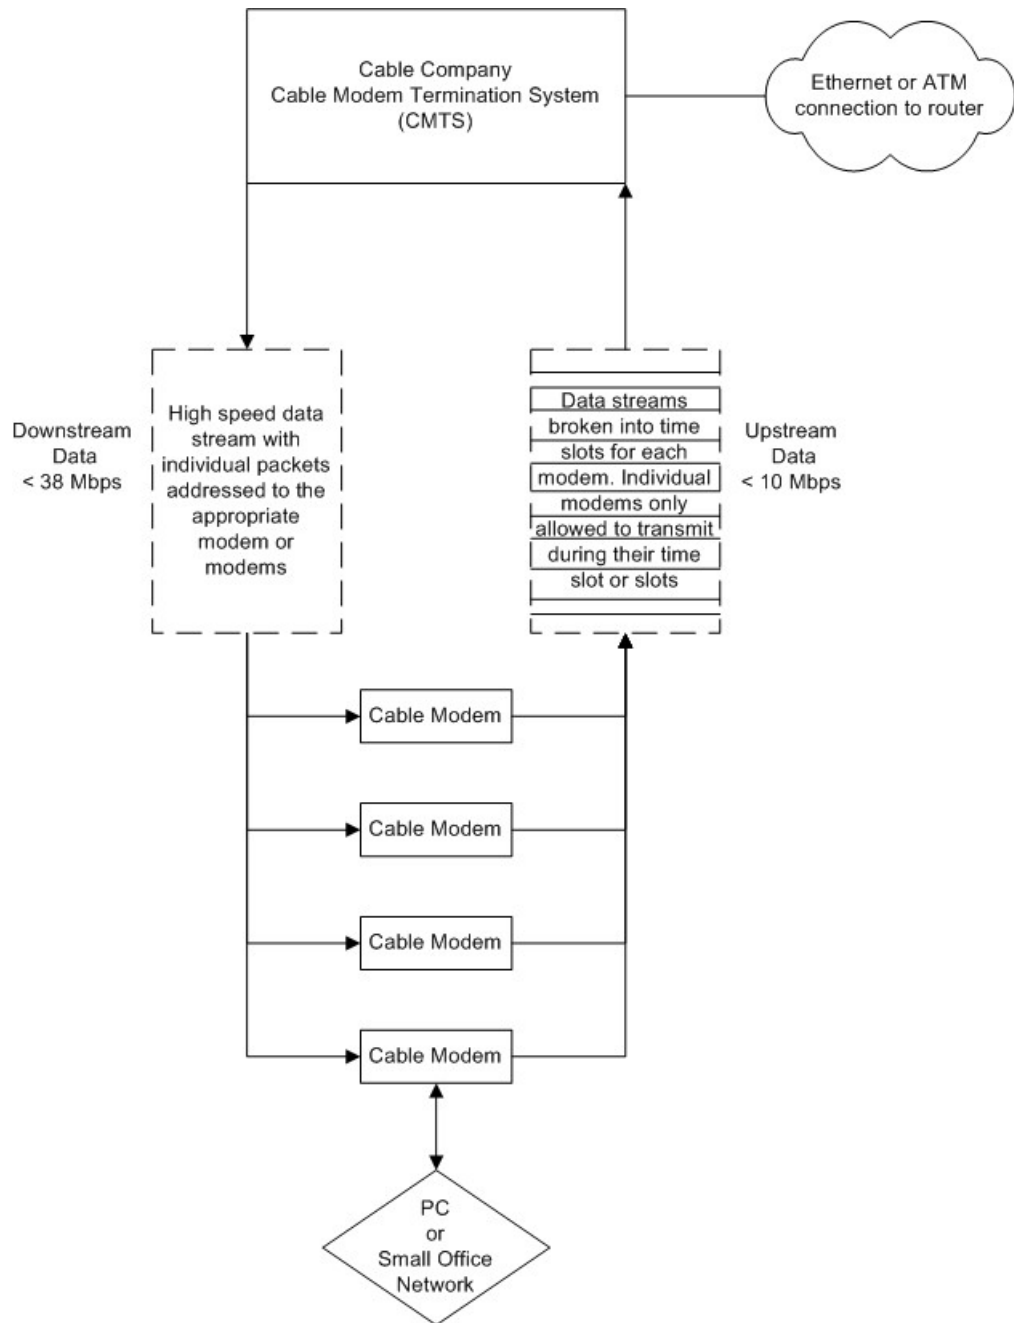 Cable Company
Cable Modem Termination System
(CMTS)
Ethernet or ATM
connection to router
Downstream
Data
< 38 Mbps
High speed data
stream with
individual packets
addressed to the
appropriate
modem or
modems
Data streams
broken into time
slots for each
modem. Individual
modems only
allowed to transmit
during their time
slot or slots
Upstream
Data
< 10 Mbps
Cable Modem
Cable Modem
Cable Modem
Cable Modem
PC
or
Small Office
Network